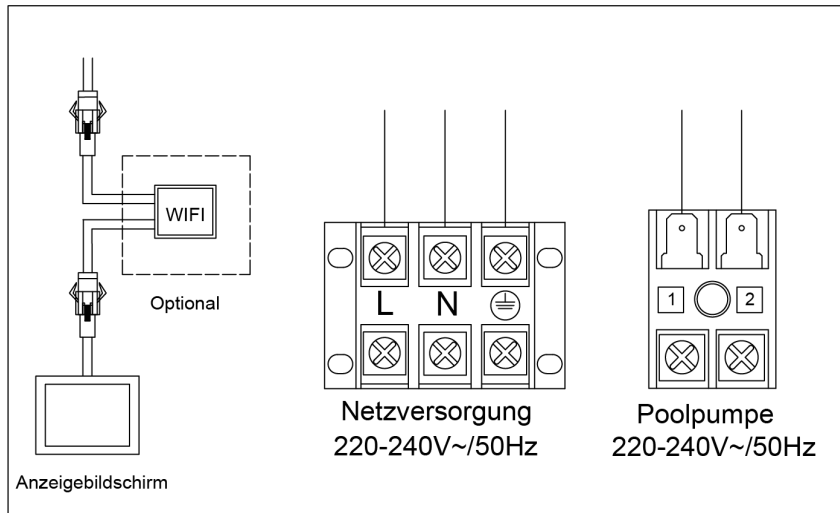 WIFI
Optional
Anzeigebildschirm
L N
Netzversorgung
220-240V~/50Hz
1 2
Poolpumpe
220-240V~/50Hz